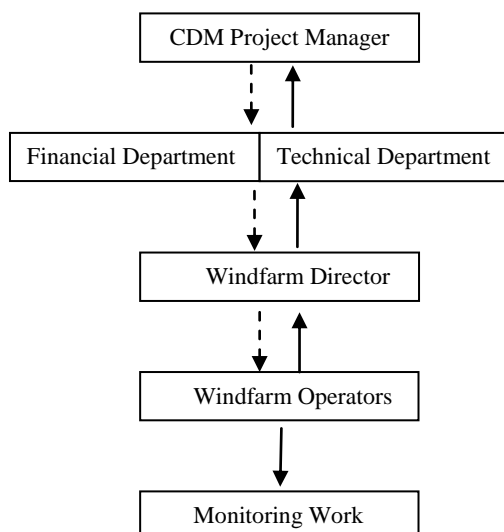 CDM Project Manager
Financial Department Technical Department
Windfarm Director
Windfarm Operators
Monitoring Work